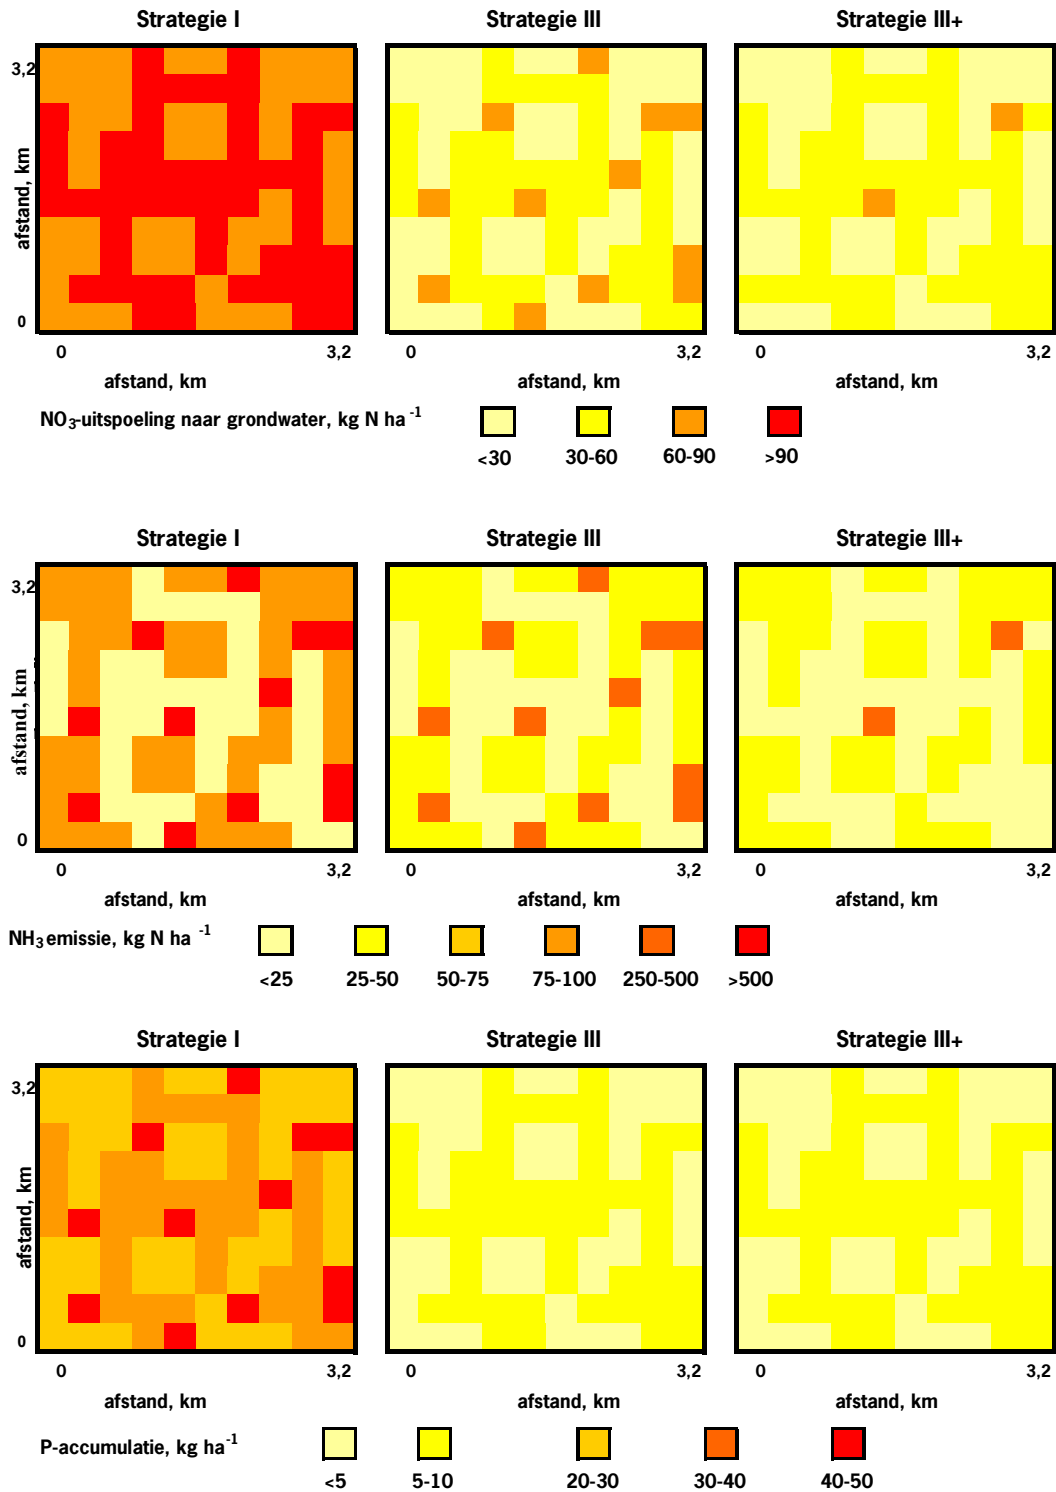 Strategie I Strategie III Strategie III+
3,2
afstand, km
0
0 3,2 0 3,2 0 3,2
afstand, km afstand, km afstand, km
NO3-uitspoeling naar grondwater, kg N ha -1
<30 30-60 60-90 >90
Strategie I Strategie III Strategie III+
3,2
afstand, km
0
0 3,2 0 3,2 0 3,2
afstand, km afstand, km afstand, km
NH3 emissie, kg N ha -1
<25 25-50 50-75 75-100 250-500 >500
Strategie I Strategie III Strategie III+
3,2
afstand, km
0
0 3,2 0 3,2 0 3,2
afstand, km afstand, km afstand, km
P-accumulatie, kg ha-1
<5 5-10 20-30 30-40 40-50